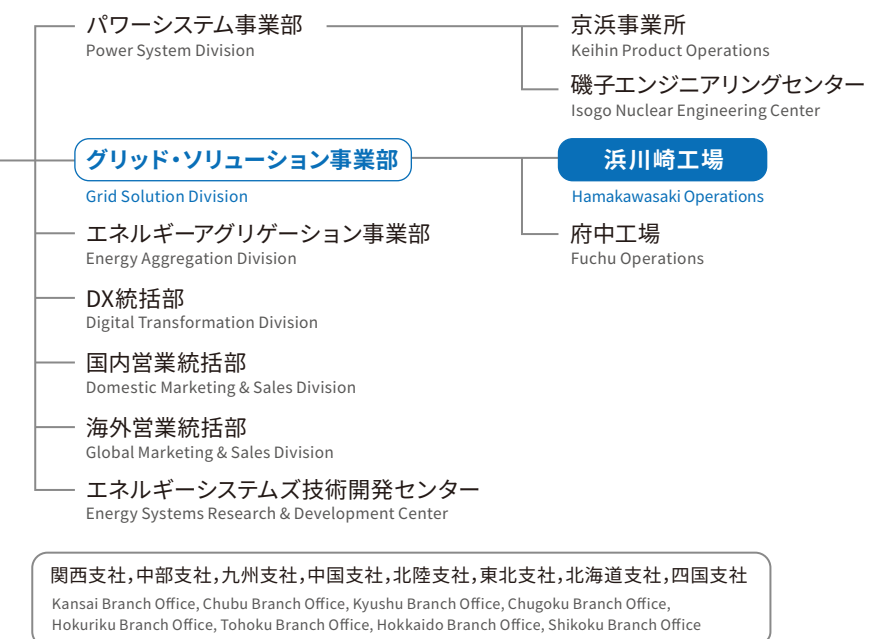 パワーシステム事業部
Power System Division
京浜事業所
Keihin Product Operations
磯子エンジニアリングセンター
Isogo Nuclear Engineering Center
グリッド・ソリューション事業部
Grid Solution Division
浜川崎工場
Hamakawasaki Operations
府中工場
Fuchu Operations
エネルギーアグリゲーション事業部
Energy Aggregation Division
DX統括部
Digital Transformation Division
国内営業統括部
Domestic Marketing & Sales Division
海外営業統括部
Global Marketing & Sales Division
エネルギーシステムズ技術開発センター
Energy Systems Research & Development Center
関西支社,中部支社,九州支社,中国支社,北陸支社,東北支社,北海道支社,四国支社
Kansai Branch Office, Chubu Branch Office, Kyushu Branch Office, Chugoku Branch Office,
Hokuriku Branch Office, Tohoku Branch Office, Hokkaido Branch Office, Shikoku Branch Office